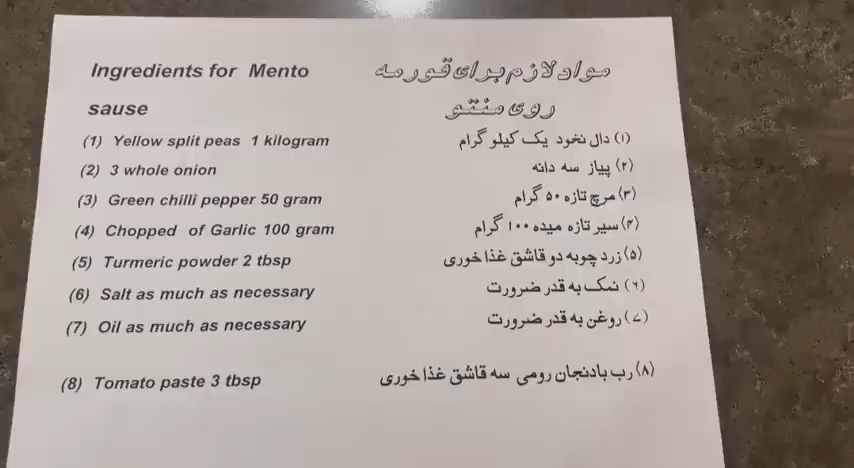 Ingredients for Mento
sause
(1) Yellow split peas 1 kilogram
(2) 3 whole onion
(3) Green chilli pepper 50 gram
(4) Chopped of Garlic 100 gram
(5) Turmeric powder 2 tbsp
(6) Salt as much as necessary
(7) Oil as much as necessary
(8) Tomato paste 3 tbsp
مواد لازم برای قورمه
روی منتو
(۱) دال نخود یک کیلو گرام
(۲) پیاز سه دانه
(۳) مرچ تازه ۵۰ گرام
(۴) سیر تازه میده ۱۰۰ گرام
(۵) زرد چوبه دو قاشق غذاخوری
(۶) نمک به قدر ضرورت
(۷) روغن به قدر ضرورت
(۸) رب بادنجان رومی سه قاشق غذاخوری